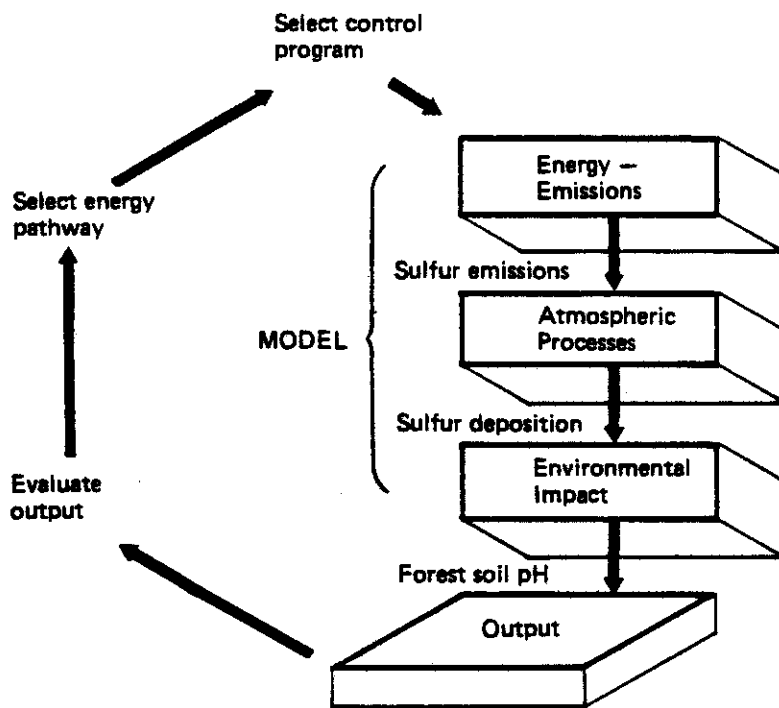 Select control
program
Energy —
Emissions
Select energy
pathway
Sulfur emissions
Atmospheric
Processes
MODEL
Sulfur deposition
Environmental
Impact
Evaluate
output
Forest soil pH
Output